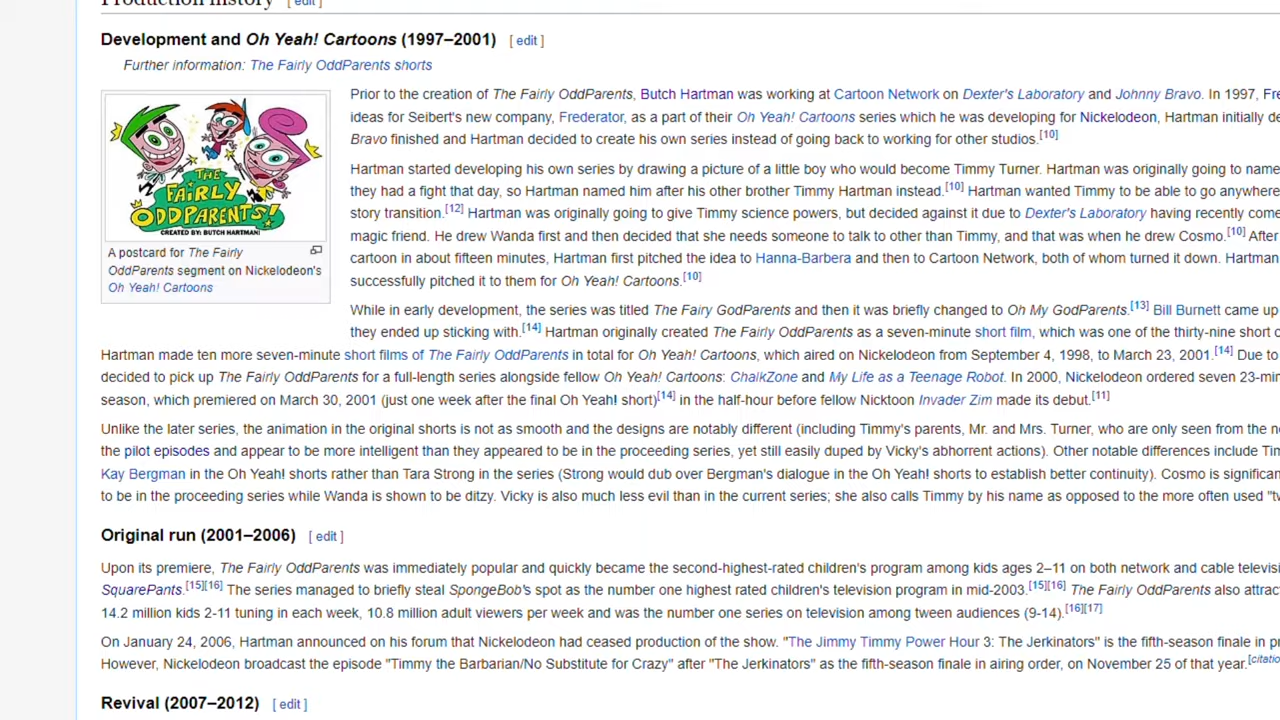 Production history [ edit ]
Development and Oh Yeah! Cartoons (1997–2001) [ edit ]
Further information: The Fairly OddParents shorts
THE
FAIRLY
ODDPARENTS!
CREATED BY: BUTCH HARTMAN!
A postcard for The Fairly
OddParents segment on Nickelodeon's
Oh Yeah! Cartoons
Prior to the creation of The Fairly OddParents, Butch Hartman was working at Cartoon Network on Dexter's Laboratory and Johnny Bravo. In 1997,
ideas for Seibert's new company, Frederator, as a part of their Oh Yeah! Cartoons series which he was developing for Nickelodeon, Hartman initially
Bravo finished and Hartman decided to create his own series instead of going back to working for other studios.[10]
Hartman started developing his own series by drawing a picture of a little boy who would become Timmy Turner. Hartman was originally going to name
they had a fight that day, so Hartman named him after his other brother Timmy Hartman instead.[10] Hartman wanted Timmy to be able to go anywhere
story transition.[12] Hartman was originally going to give Timmy science powers, but decided against it due to Dexter's Laboratory having recently come
magic friend. He drew Wanda first and then decided that she needs someone to talk to other than Timmy, and that was when he drew Cosmo.[10] After
cartoon in about fifteen minutes, Hartman first pitched the idea to Hanna-Barbera and then to Cartoon Network, both of whom turned it down. Hartman
successfully pitched it to them for Oh Yeah! Cartoons.[10]
While in early development, the series was titled The Fairy GodParents and then it was briefly changed to Oh My GodParents.[13] Bill Burnett came up
they ended up sticking with.[14] Hartman originally created The Fairly OddParents as a seven-minute short film, which was one of the thirty-nine short
Hartman made ten more seven-minute short films of The Fairly OddParents in total for Oh Yeah! Cartoons, which aired on Nickelodeon from September 4, 1998, to March 23, 2001.[14] Due to
decided to pick up The Fairly OddParents for a full-length series alongside fellow Oh Yeah! Cartoons: ChalkZone and My Life as a Teenage Robot. In 2000, Nickelodeon ordered seven
season, which premiered on March 30, 2001 (just one week after the final Oh Yeah! short)[14] in the half-hour before fellow Nicktoon Invader Zim made its debut.[11]
Unlike the later series, the animation in the original shorts is not as smooth and the designs are notably different (including Timmy's parents, Mr. and Mrs. Turner, who are only seen from the
the pilot episodes and appear to be more intelligent than they appeared to be in the proceeding series, yet still easily duped by Vicky's abhorrent actions). Other notable differences include
Kay Bergman in the Oh Yeah! shorts rather than Tara Strong in the series (Strong would dub over Bergman's dialogue in the Oh Yeah! shorts to establish better continuity). Cosmo is
to be in the proceeding series while Wanda is shown to be ditzy. Vicky is also much less evil than in the current series; she also calls Timmy by his name as opposed to the more often used
Original run (2001–2006) [ edit ]
Upon its premiere, The Fairly OddParents was immediately popular and quickly became the second-highest-rated children's program among kids ages 2–11 on both network and cable
SquarePants.[15][16] The series managed to briefly steal SpongeBob's spot as the number one highest rated children's television program in mid-2003.[15][16] The Fairly OddParents also
14.2 million kids 2-11 tuning in each week, 10.8 million adult viewers per week and was the number one series on television among tween audiences (9-14).[16][17]
On January 24, 2006, Hartman announced on his forum that Nickelodeon had ceased production of the show. "The Jimmy Timmy Power Hour 3: The Jerkinators" is the fifth-season finale in
However, Nickelodeon broadcast the episode "Timmy the Barbarian/No Substitute for Crazy" after "The Jerkinators" as the fifth-season finale in airing order, on November 25 of that year.
Revival (2007–2012) [ edit ]